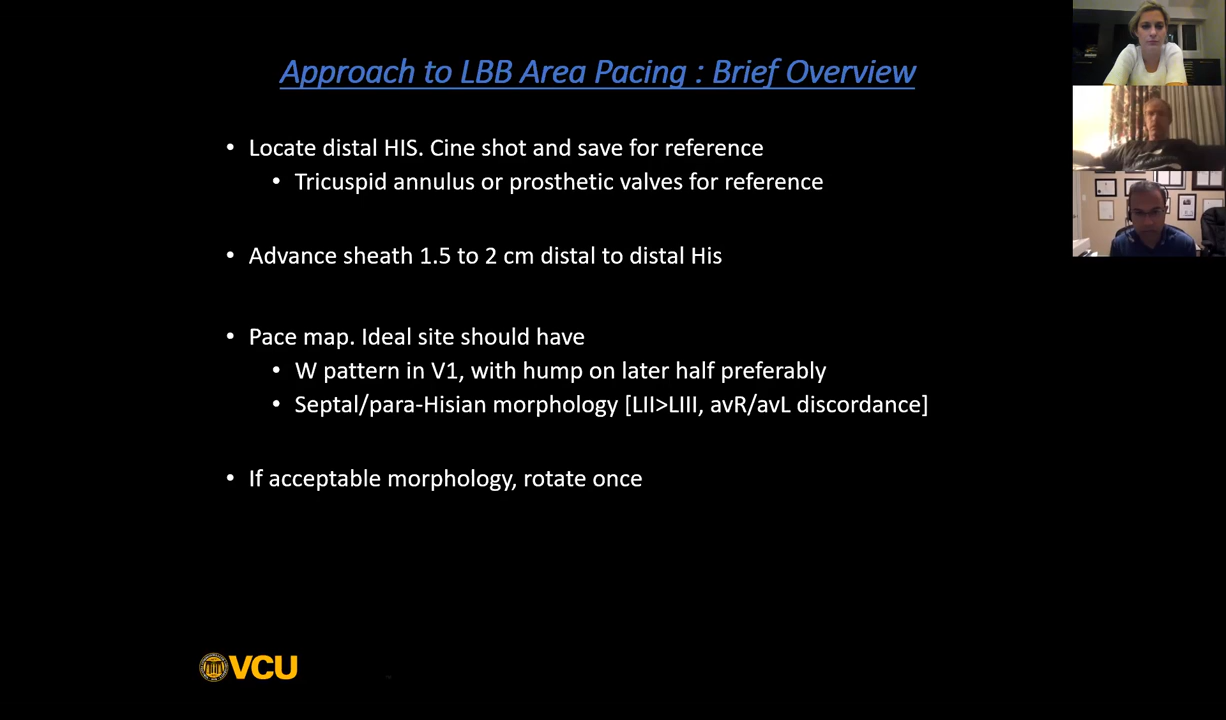 Approach to LBB Area Pacing : Brief Overview
• Locate distal HIS. Cine shot and save for reference
• Tricuspid annulus or prosthetic valves for reference
• Advance sheath 1.5 to 2 cm distal to distal His
• Pace map. Ideal site should have
• W pattern in V1, with hump on later half preferably
• Septal/para-Hisian morphology [LII>LIII, avR/avL discordance]
• If acceptable morphology, rotate once
VCU